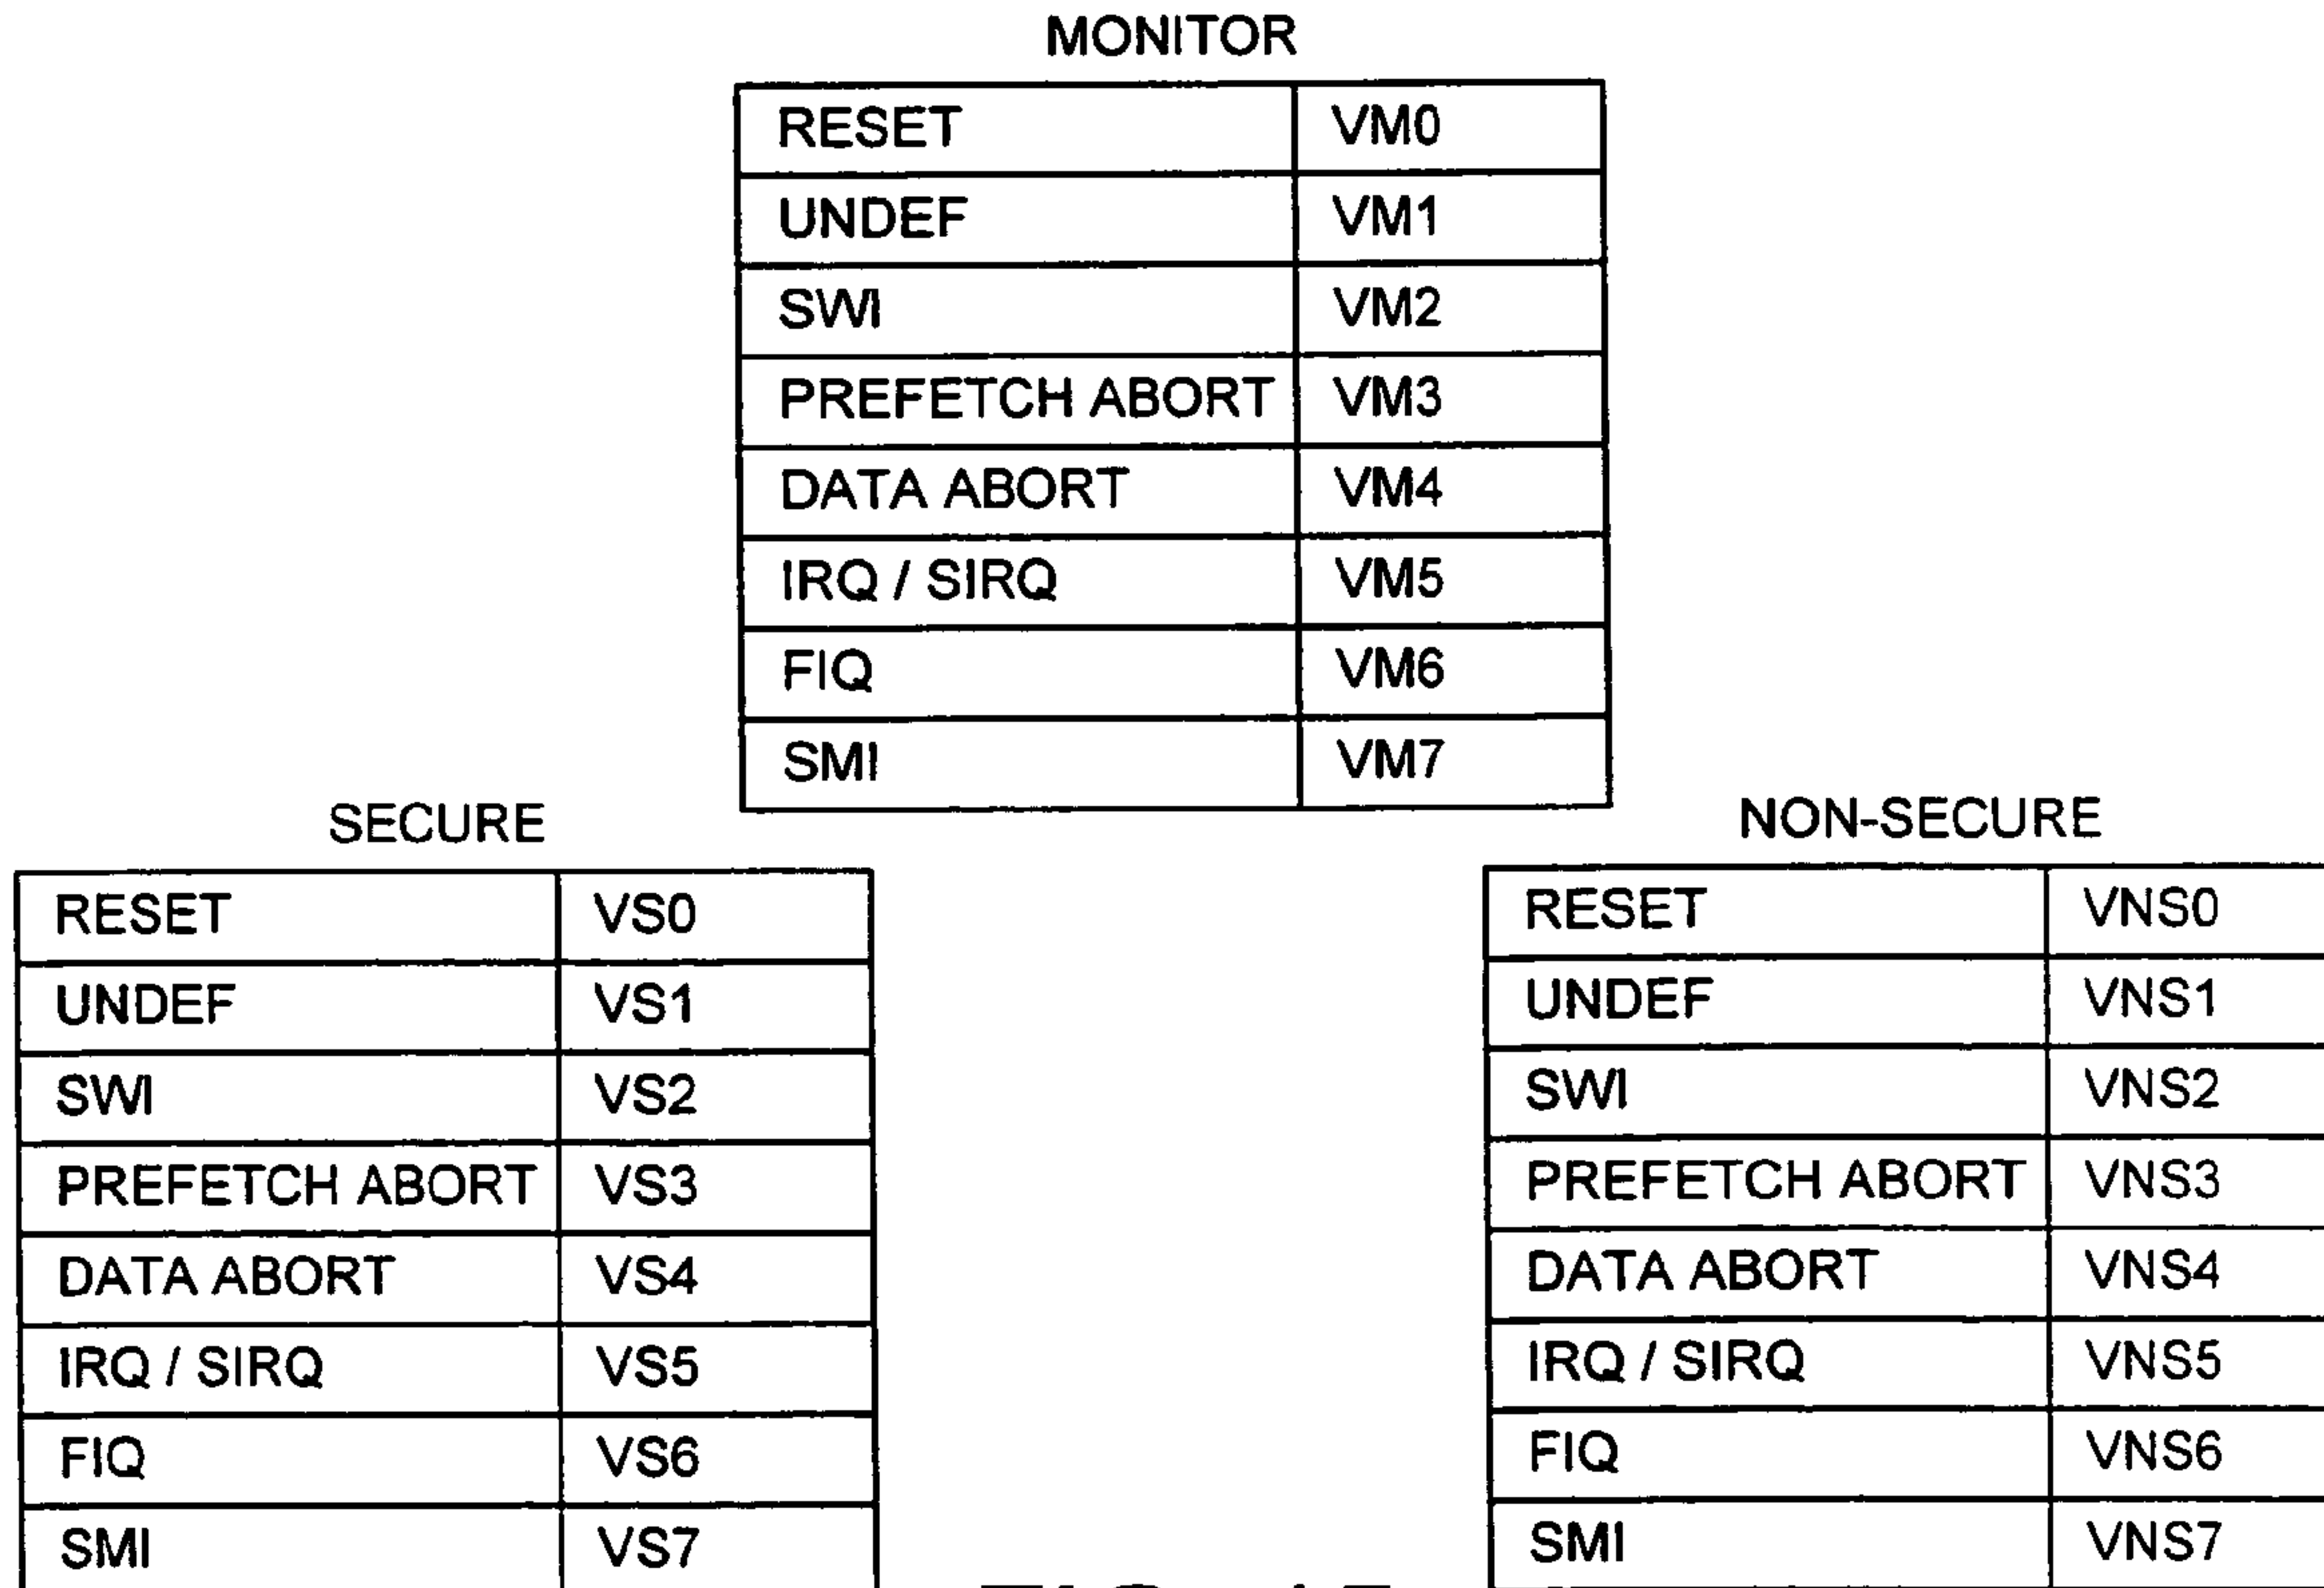 MONITOR
RESET VM0
UNDEF VM1
SWI VM2
PREFETCH ABORT VM3
DATA ABORT VM4
IRQ / SIRQ VM5
FIQ VM6
SMI VM7
SECURE
RESET VS0
UNDEF VS1
SWI VS2
PREFETCH ABORT VS3
DATA ABORT VS4
IRQ / SIRQ VS5
FIQ VS6
SMI VS7
NON-SECURE
RESET VNS0
UNDEF VNS1
SWI VNS2
PREFETCH ABORT VNS3
DATA ABORT VNS4
IRQ / SIRQ VNS5
FIQ VNS6
SMI VNS7